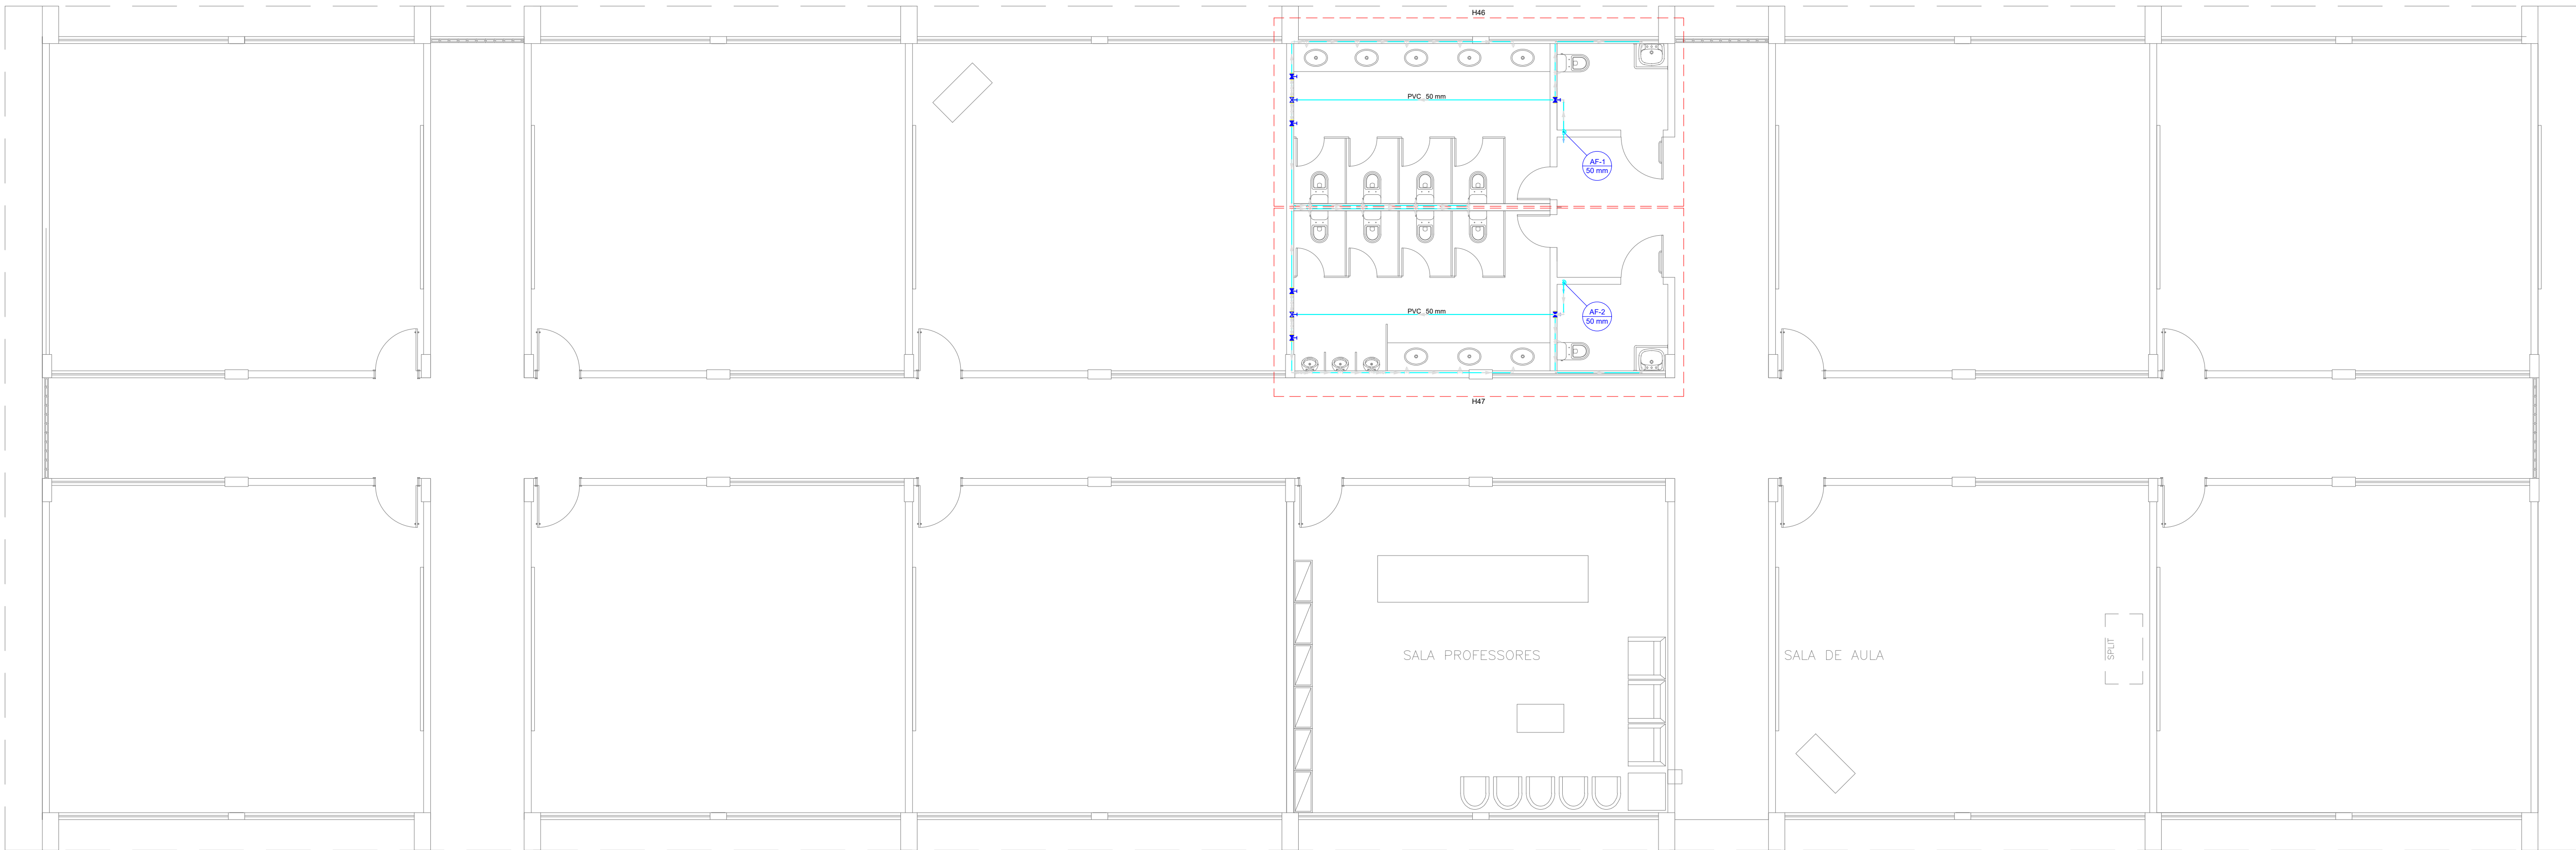 H46
PVC 50 mm
AF-1
50 mm
PVC 50 mm
AF-2
50 mm
H47
SALA PROFESSORES
SALA DE AULA
SPLIT